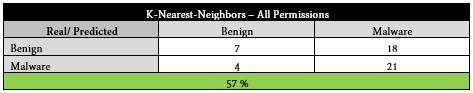 K-Nearest-Neighbors – All Permissions
Real/ Predicted Benign Malware
Benign 7 18
Malware 4 21
57 %